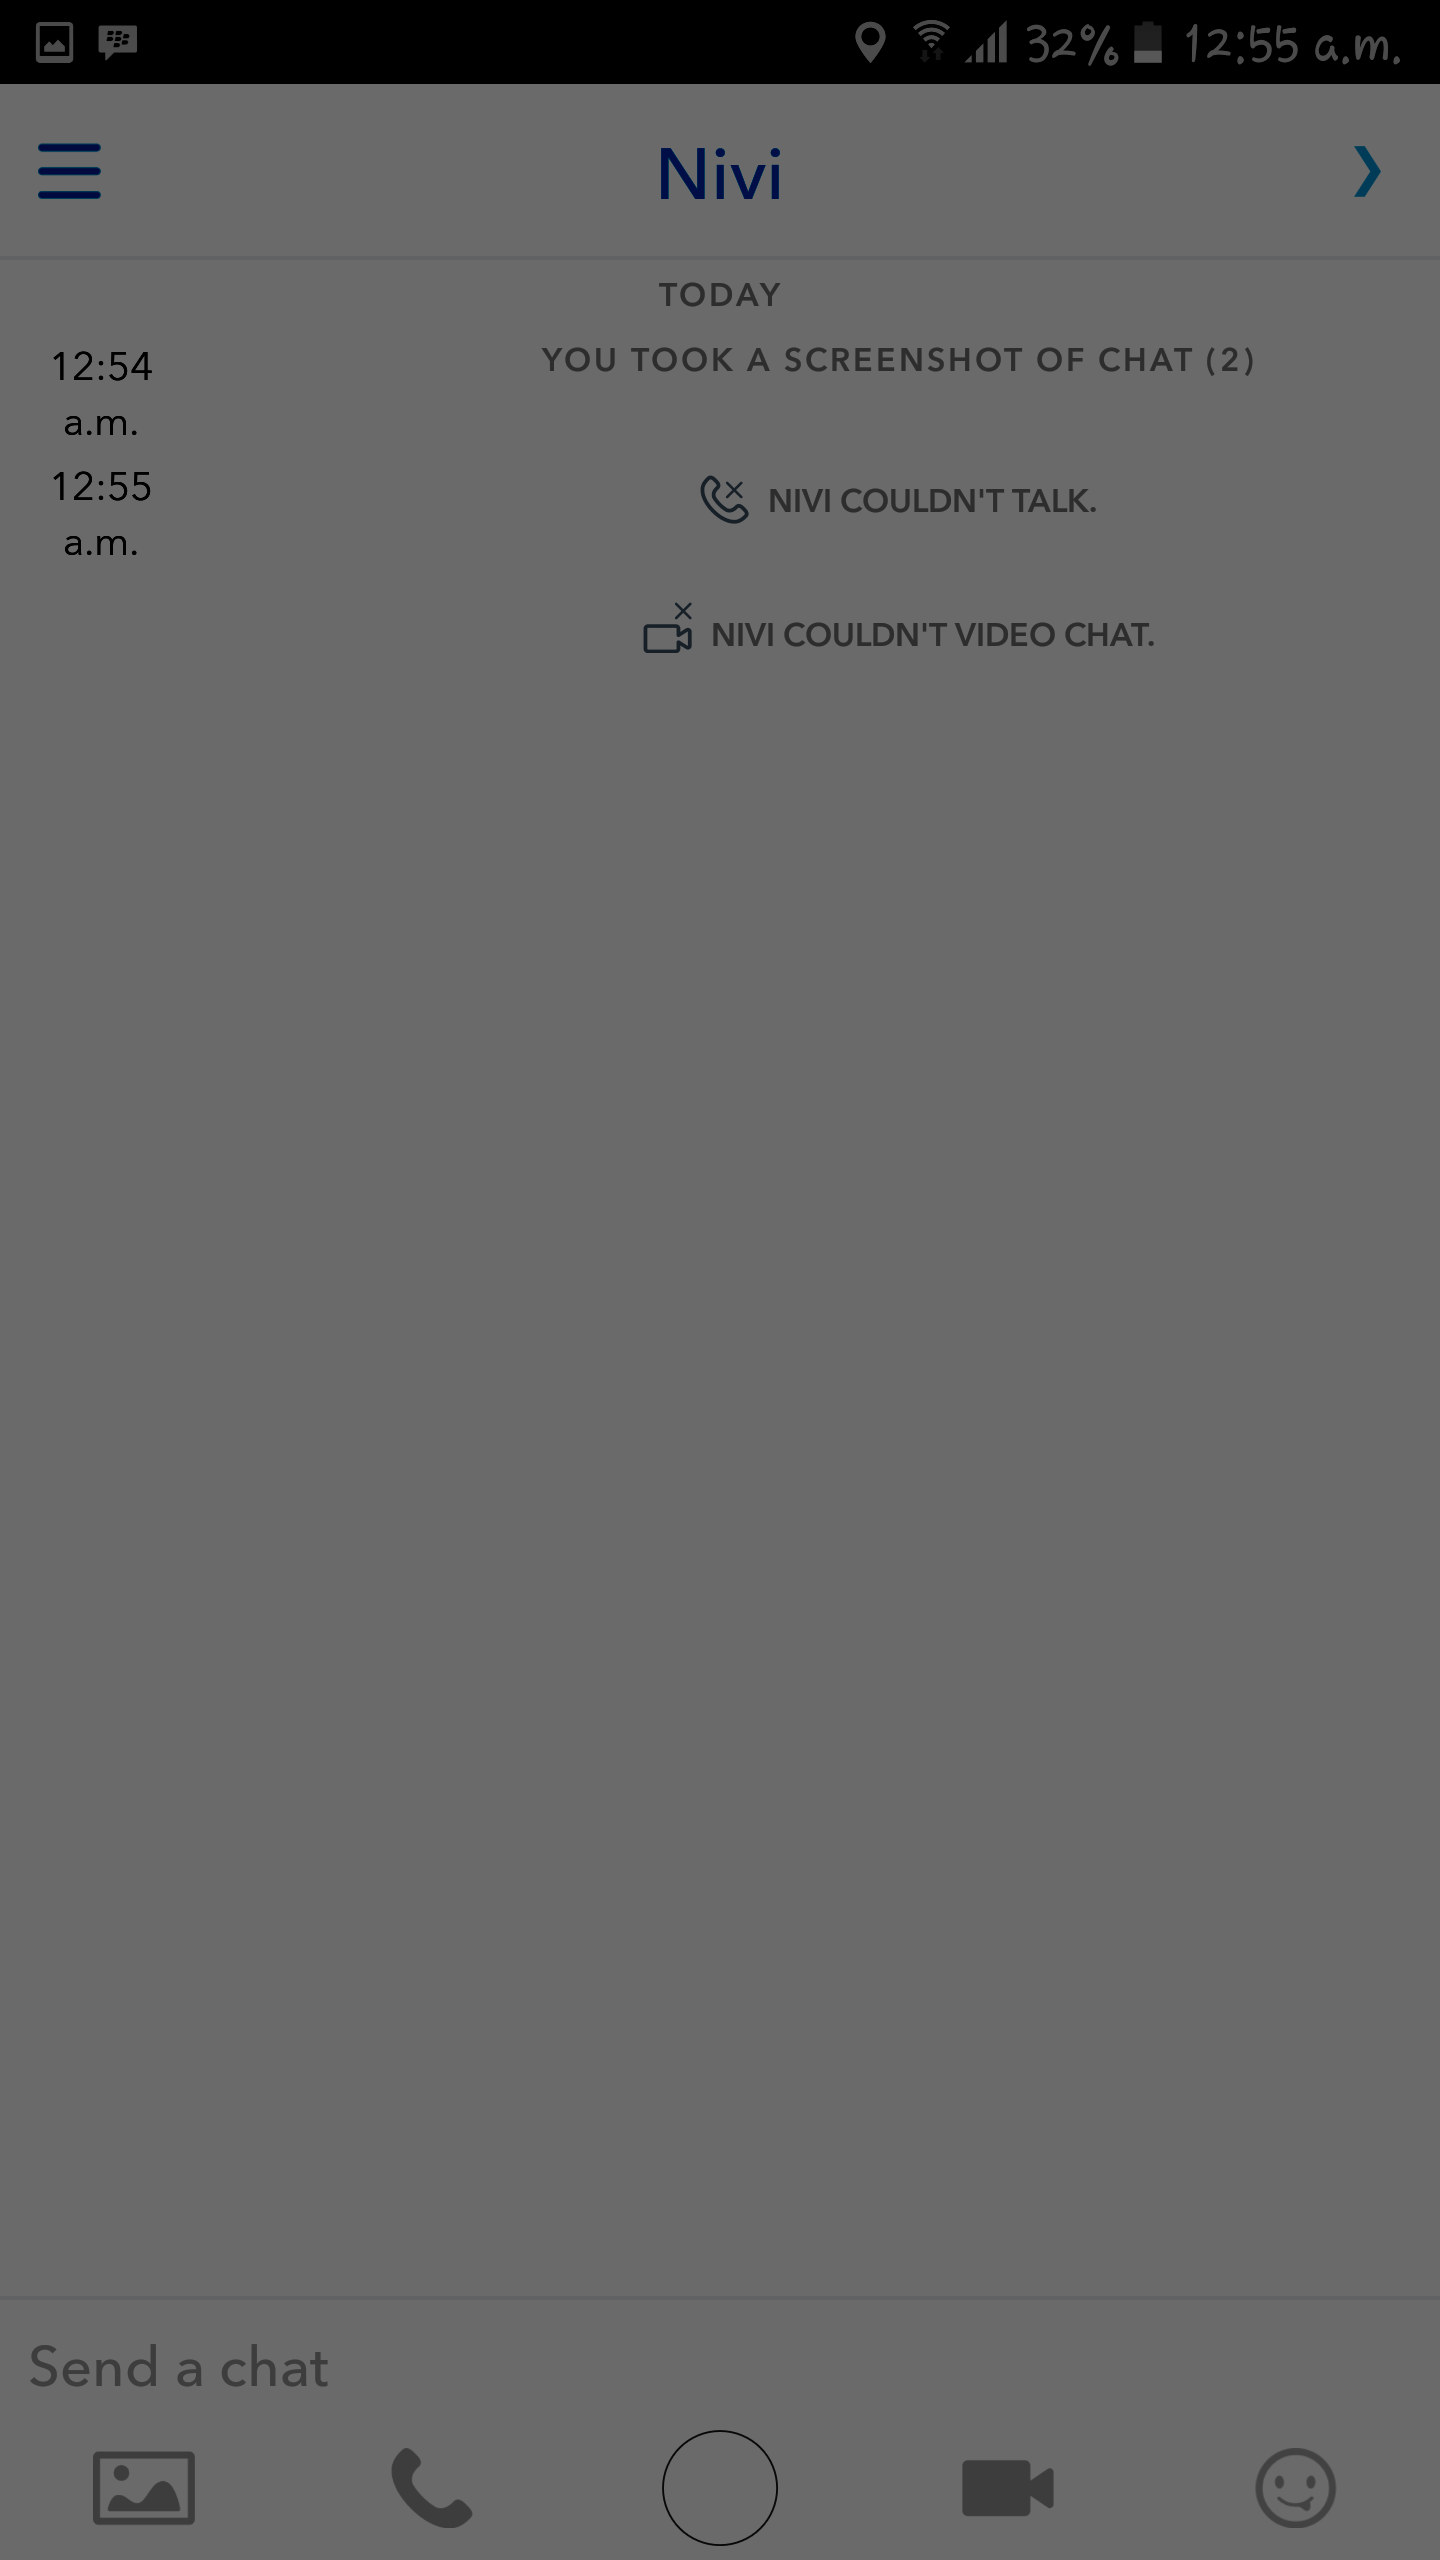 32% 12:55 a.m.
Nivi
TODAY
12:54 a.m. YOU TOOK A SCREENSHOT OF CHAT (2)
12:55 a.m. NIVI COULDN'T TALK.
NIVI COULDN'T VIDEO CHAT.
Send a chat